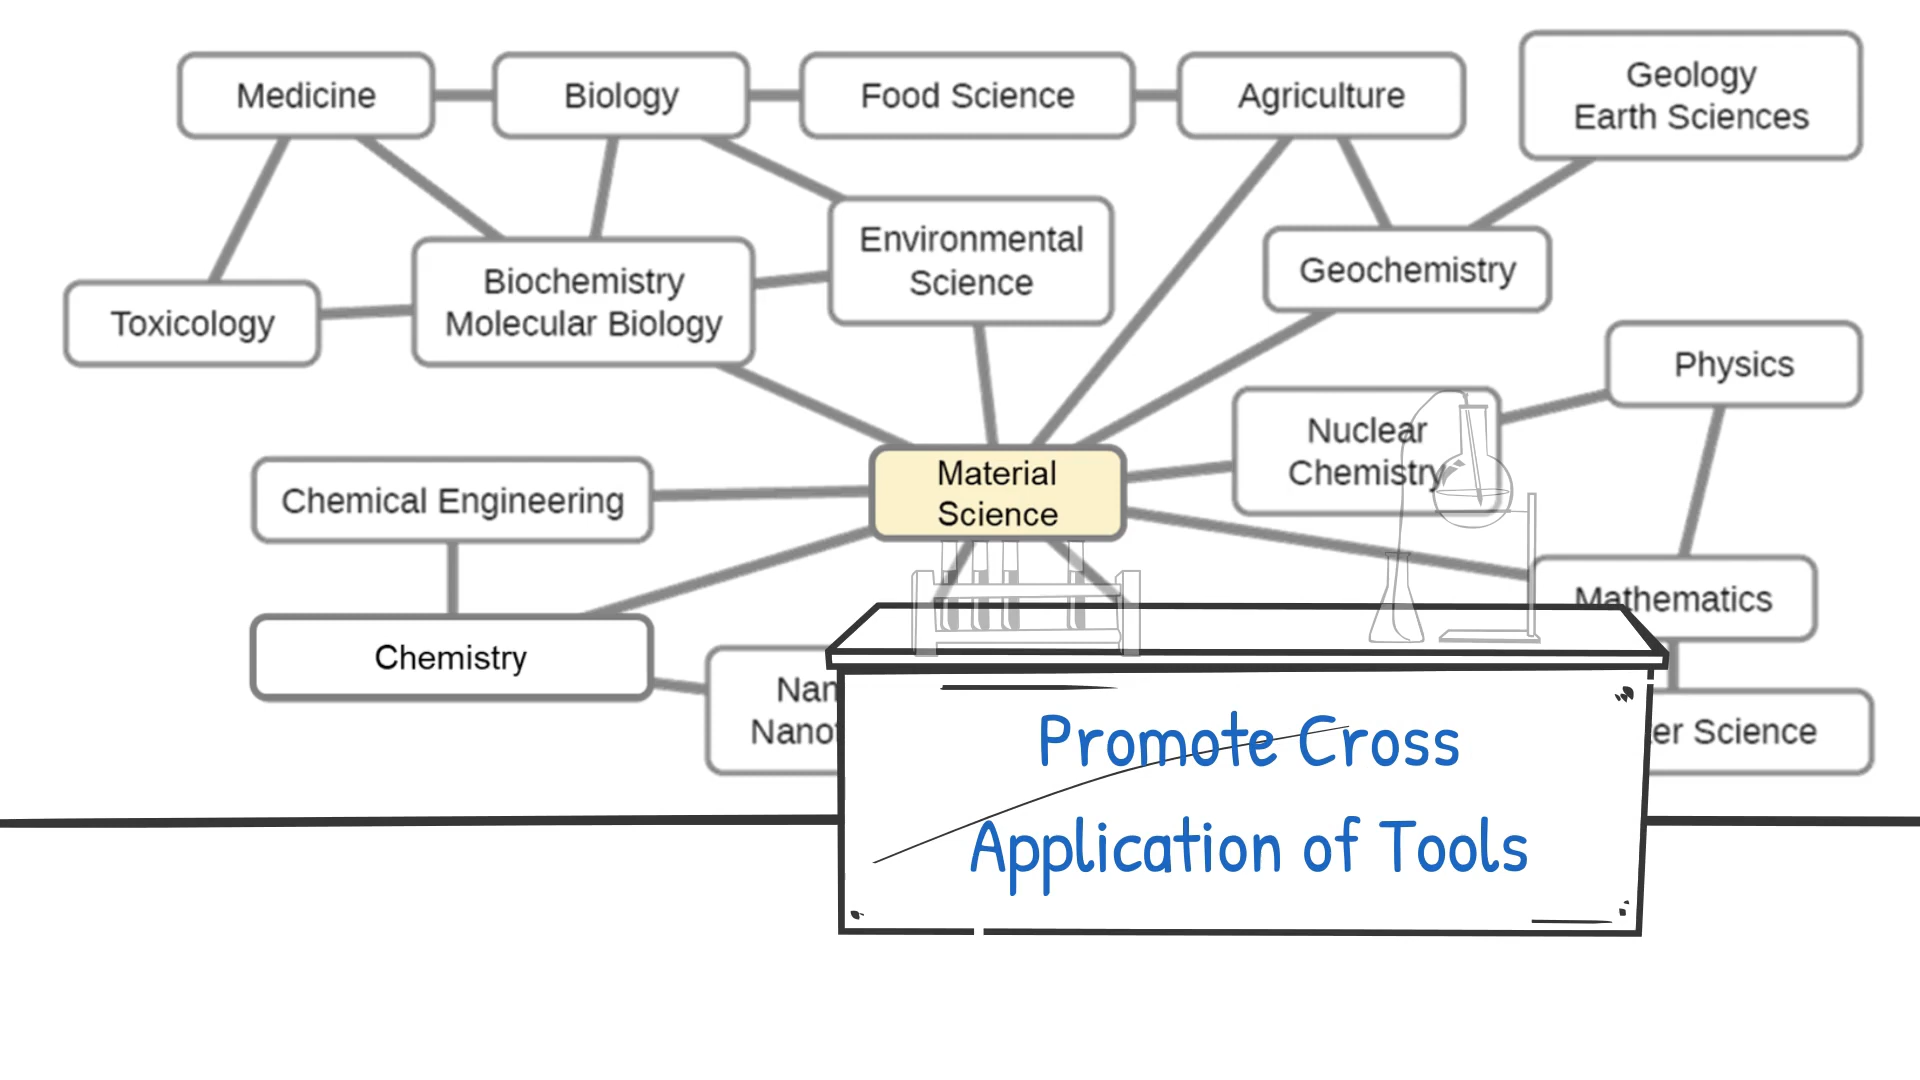 Medicine
Biology
Food Science
Agriculture
Geology
Earth Sciences
Environmental
Science
Geochemistry
Biochemistry
Molecular Biology
Toxicology
Physics
Nuclear
Chemistry
Material
Science
Chemical Engineering
Mathematics
Chemistry
Science
Promote Cross
Application of Tools